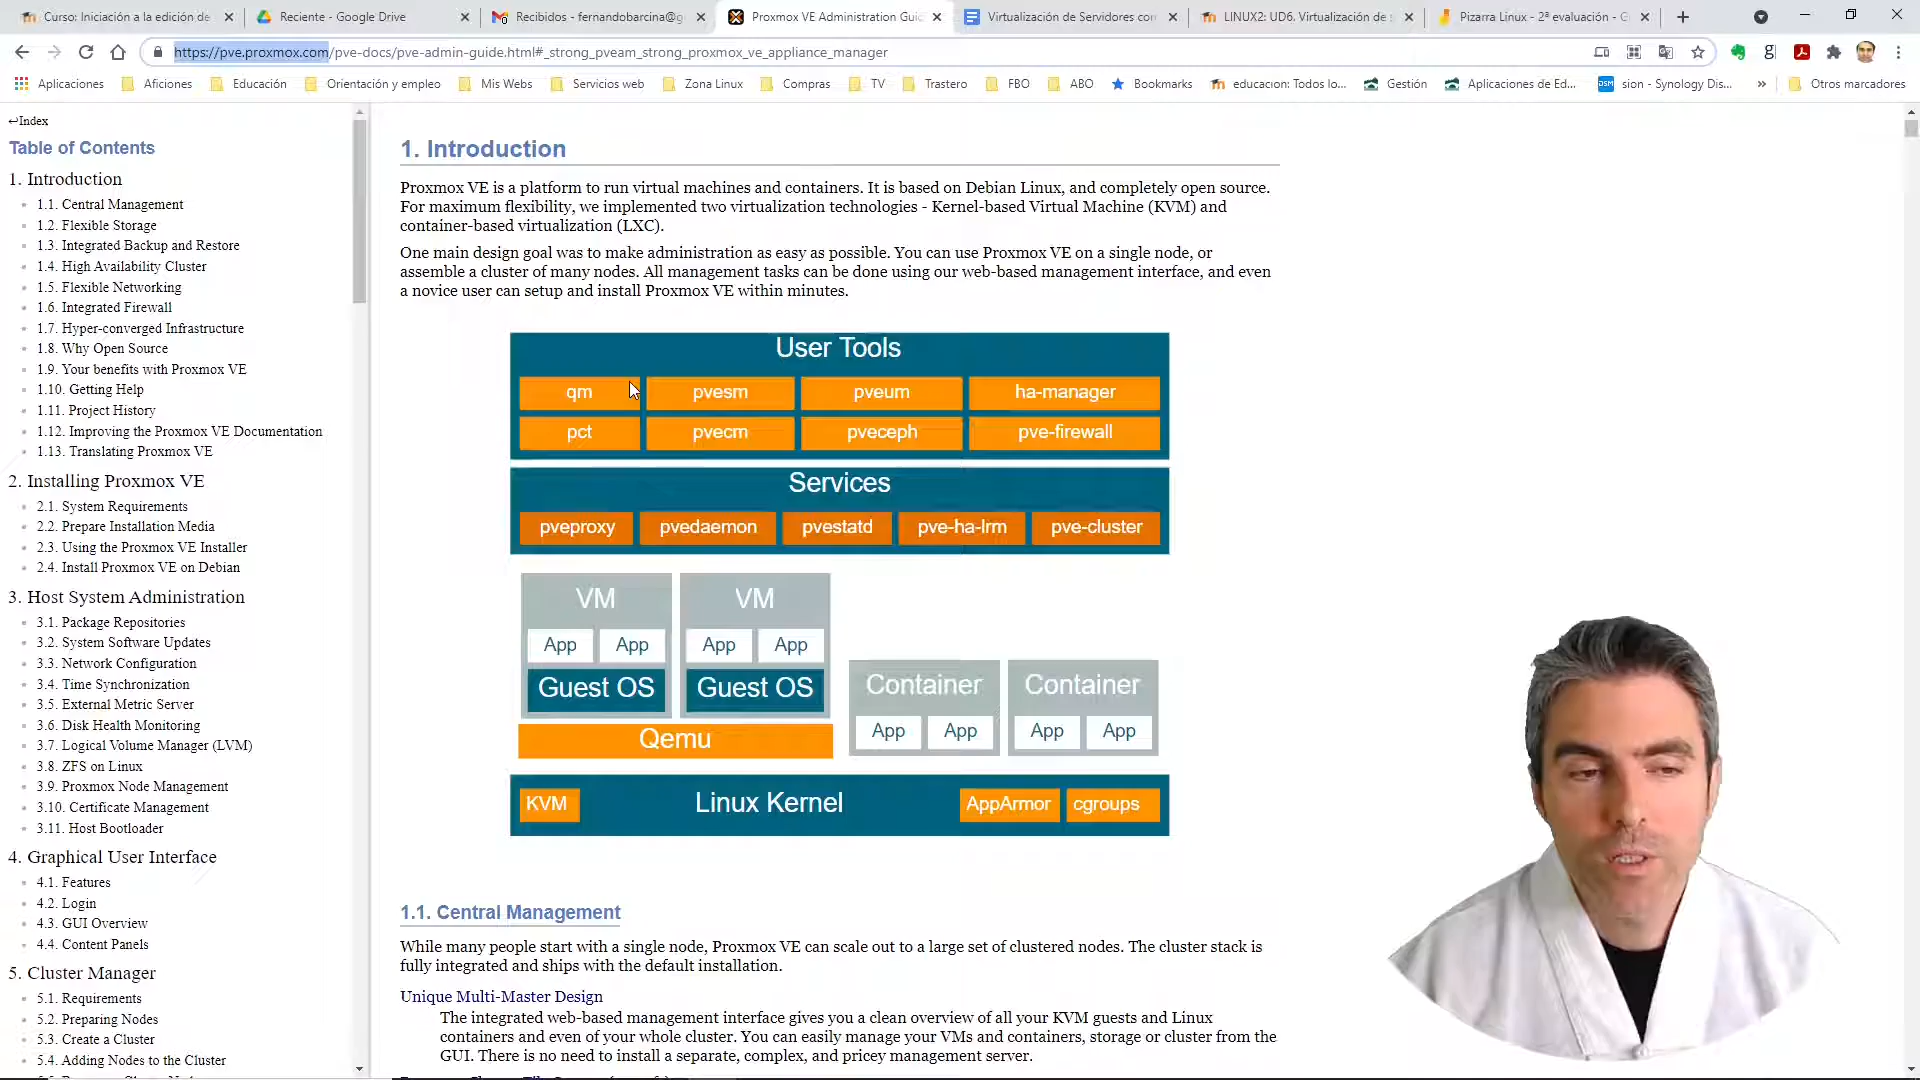 Curso: Iniciación a la edición de
Reciente - Google Drive
Recibidos - fernandobarcina@g
Proxmox VE Administration Guid
Virtualización de Servidores con
LINUX2: UD6. Virtualización de
Pizarra Linux - 2ª evaluación - G
https://pve.proxmox.com/pve-docs/pve-admin-guide.html#_strong_pveam_strong_proxmox_ve_appliance_manager
Aplicaciones
Aficiones
Educación
Orientación y empleo
Mis Webs
Servicios web
Zona Linux
Compras
TV
Trastero
FBO
ABO
Bookmarks
educacion: Todos lo...
Gestión
Aplicaciones de Ed...
DSM
sion - Synology Dis...
»
Otros marcadores
↩Index
Table of Contents
1. Introduction
1.1. Central Management
1.2. Flexible Storage
1.3. Integrated Backup and Restore
1.4. High Availability Cluster
1.5. Flexible Networking
1.6. Integrated Firewall
1.7. Hyper-converged Infrastructure
1.8. Why Open Source
1.9. Your benefits with Proxmox VE
1.10. Getting Help
1.11. Project History
1.12. Improving the Proxmox VE Documentation
1.13. Translating Proxmox VE
2. Installing Proxmox VE
2.1. System Requirements
2.2. Prepare Installation Media
2.3. Using the Proxmox VE Installer
2.4. Install Proxmox VE on Debian
3. Host System Administration
3.1. Package Repositories
3.2. System Software Updates
3.3. Network Configuration
3.4. Time Synchronization
3.5. External Metric Server
3.6. Disk Health Monitoring
3.7. Logical Volume Manager (LVM)
3.8. ZFS on Linux
3.9. Proxmox Node Management
3.10. Certificate Management
3.11. Host Bootloader
4. Graphical User Interface
4.1. Features
4.2. Login
4.3. GUI Overview
4.4. Content Panels
5. Cluster Manager
5.1. Requirements
5.2. Preparing Nodes
5.3. Create a Cluster
5.4. Adding Nodes to the Cluster
1. Introduction
Proxmox VE is a platform to run virtual machines and containers. It is based on Debian Linux, and completely open source.
For maximum flexibility, we implemented two virtualization technologies - Kernel-based Virtual Machine (KVM) and
container-based virtualization (LXC).
One main design goal was to make administration as easy as possible. You can use Proxmox VE on a single node, or
assemble a cluster of many nodes. All management tasks can be done using our web-based management interface, and even
a novice user can setup and install Proxmox VE within minutes.
User Tools
qm pvesm pveum ha-manager
pct pvecm pveceph pve-firewall
Services
pveproxy pvedaemon pvestatd pve-ha-lrm pve-cluster
VM VM
App App App App
Guest OS Guest OS
Container Container
App App App App
Qemu
KVM Linux Kernel AppArmor cgroups
1.1. Central Management
While many people start with a single node, Proxmox VE can scale out to a large set of clustered nodes. The cluster stack is
fully integrated and ships with the default installation.
Unique Multi-Master Design
The integrated web-based management interface gives you a clean overview of all your KVM guests and Linux
containers and even of your whole cluster. You can easily manage your VMs and containers, storage or cluster from the
GUI. There is no need to install a separate, complex, and pricey management server.